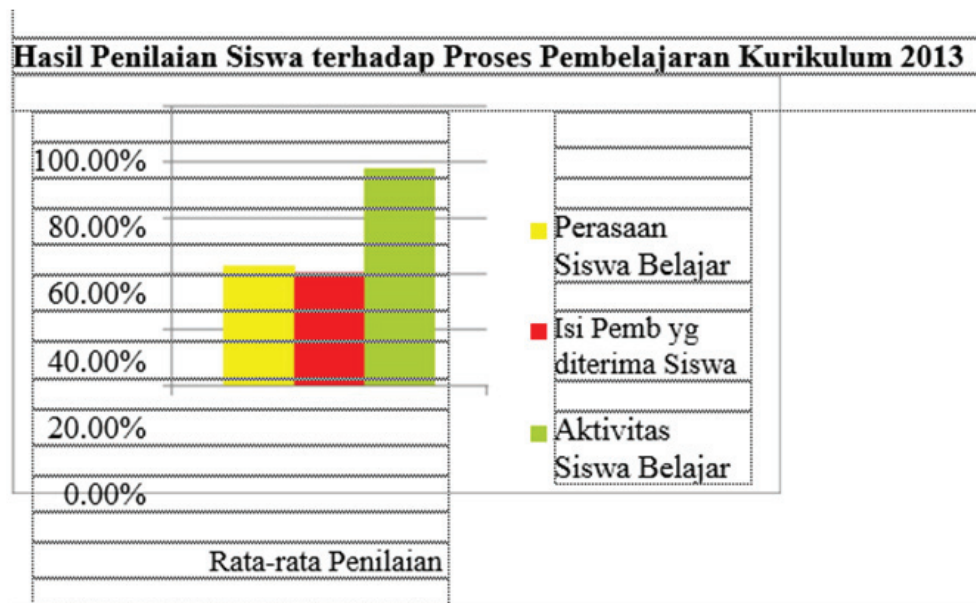 Hasil Penilaian Siswa terhadap Proses Pembelajaran Kurikulum 2013
100.00%
80.00%
60.00%
40.00%
20.00%
0.00%
Rata-rata Penilaian
Perasaan
Siswa Belajar
Isi Pemb yg
diterima Siswa
Aktivitas
Siswa Belajar